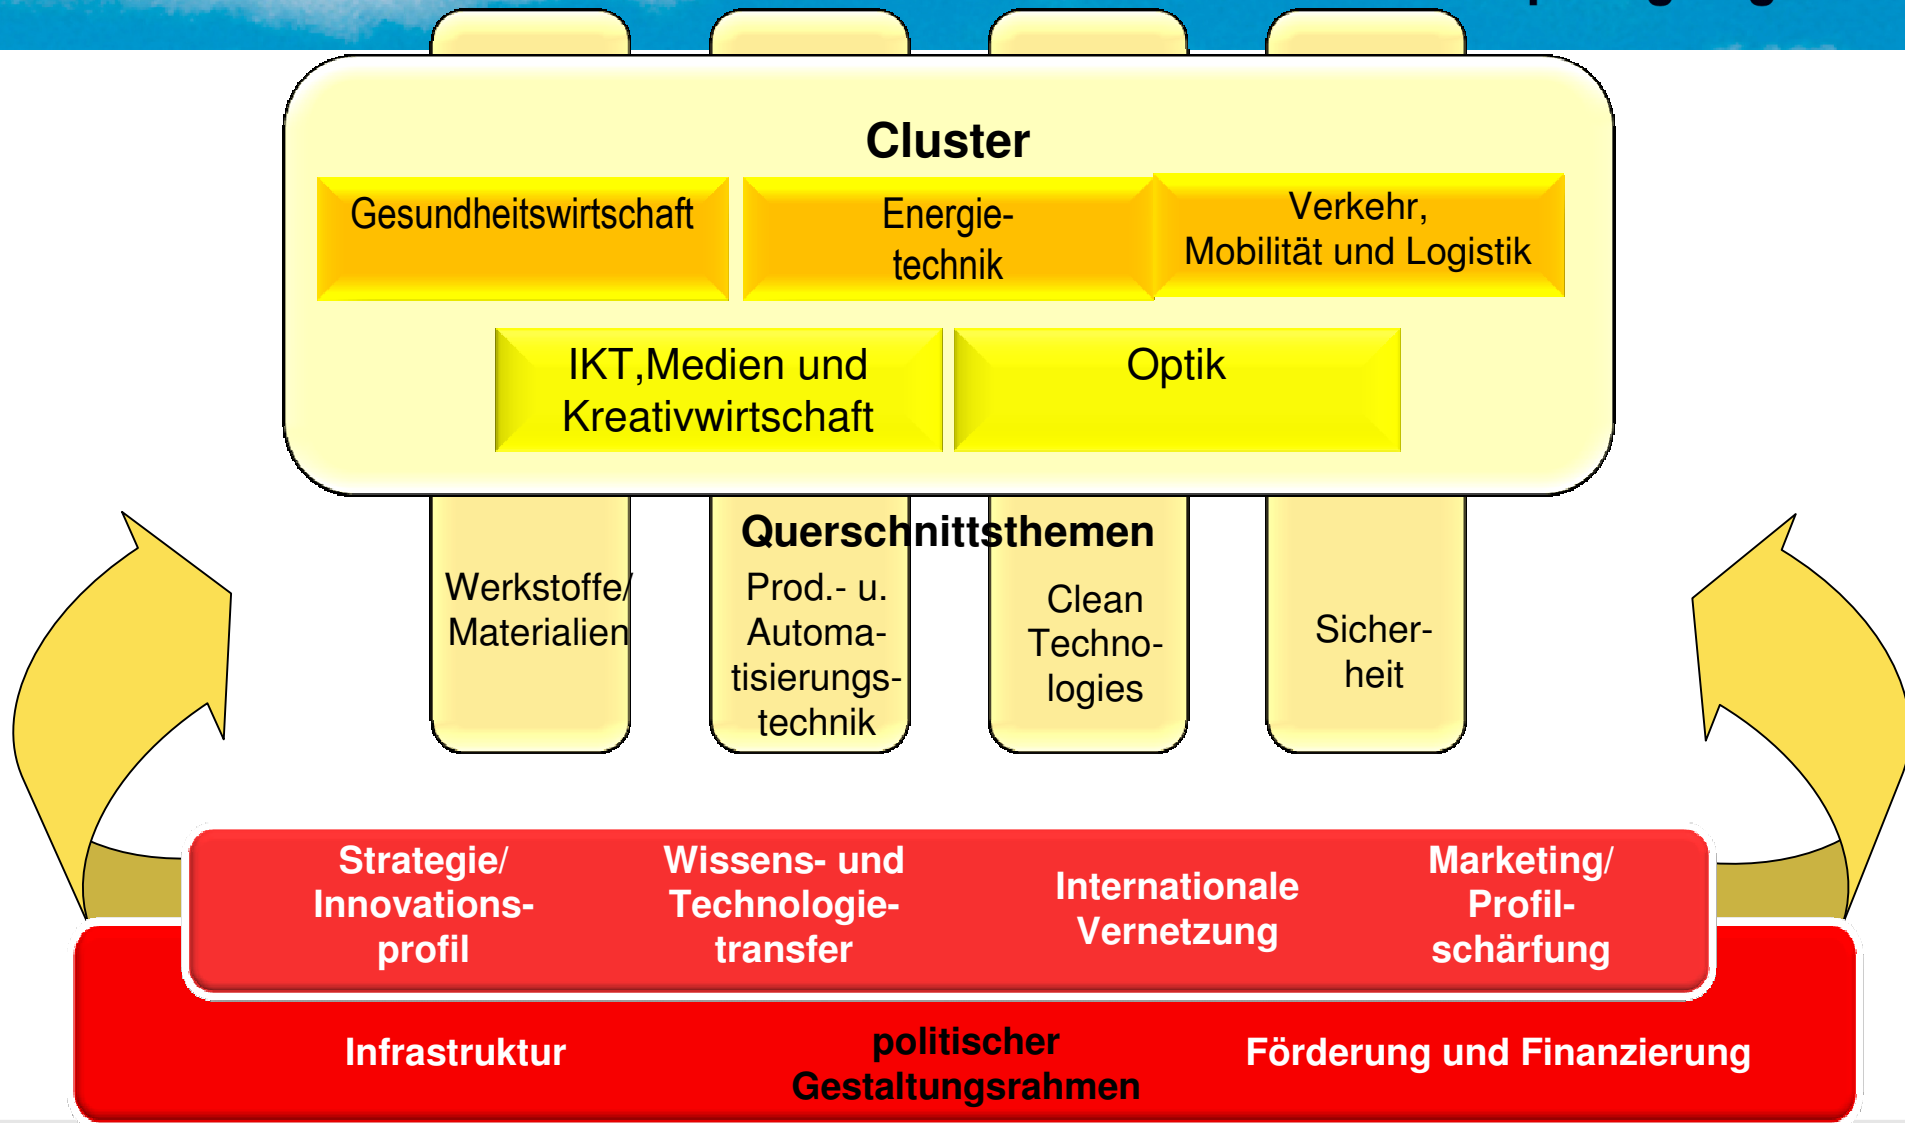 Cluster
Gesundheitswirtschaft
Energie-
technik
Verkehr,
Mobilität und Logistik
IKT,Medien und
Kreativwirtschaft
Optik
Querschnittsthemen
Werkstoffe/
Materialien
Prod.- u.
Automa-
tisierungs-
technik
Clean
Techno-
logies
Sicher-
heit
Strategie/
Innovations-
profil
Wissens- und
Technologie-
transfer
Internationale
Vernetzung
Marketing/
Profil-
schärfung
Infrastruktur
politischer
Gestaltungsrahmen
Förderung und Finanzierung